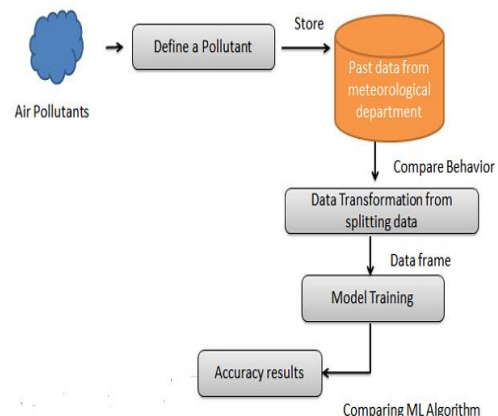 Store
Define a Pollutant
Air Pollutants
Past data from
meteorological
department
Compare Behavior
Data Transformation from
splitting data
Data frame
Model Training
Accuracy results
Comparing ML Algorithm